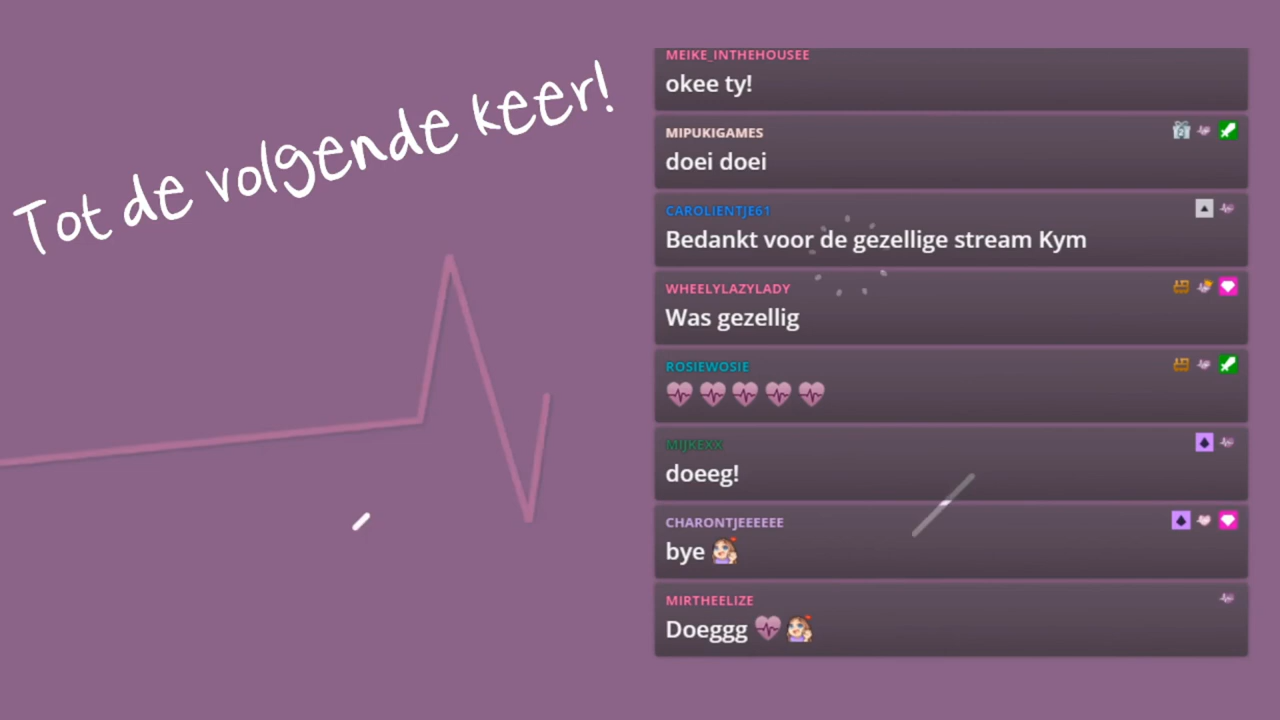 Tot de volgende keer!
MEIKE_INTHEHOUSEE
okee ty!
MIPUKIGAMES
doei doei
CAROLIENTJE61
Bedankt voor de gezellige stream Kym
WHEELYLAZYLADY
Was gezellig
ROSIEWOSIE
MIJKEXX
doeeg!
CHARONTJEEEEEE
bye
MIRTHEELIZE
Doeggg